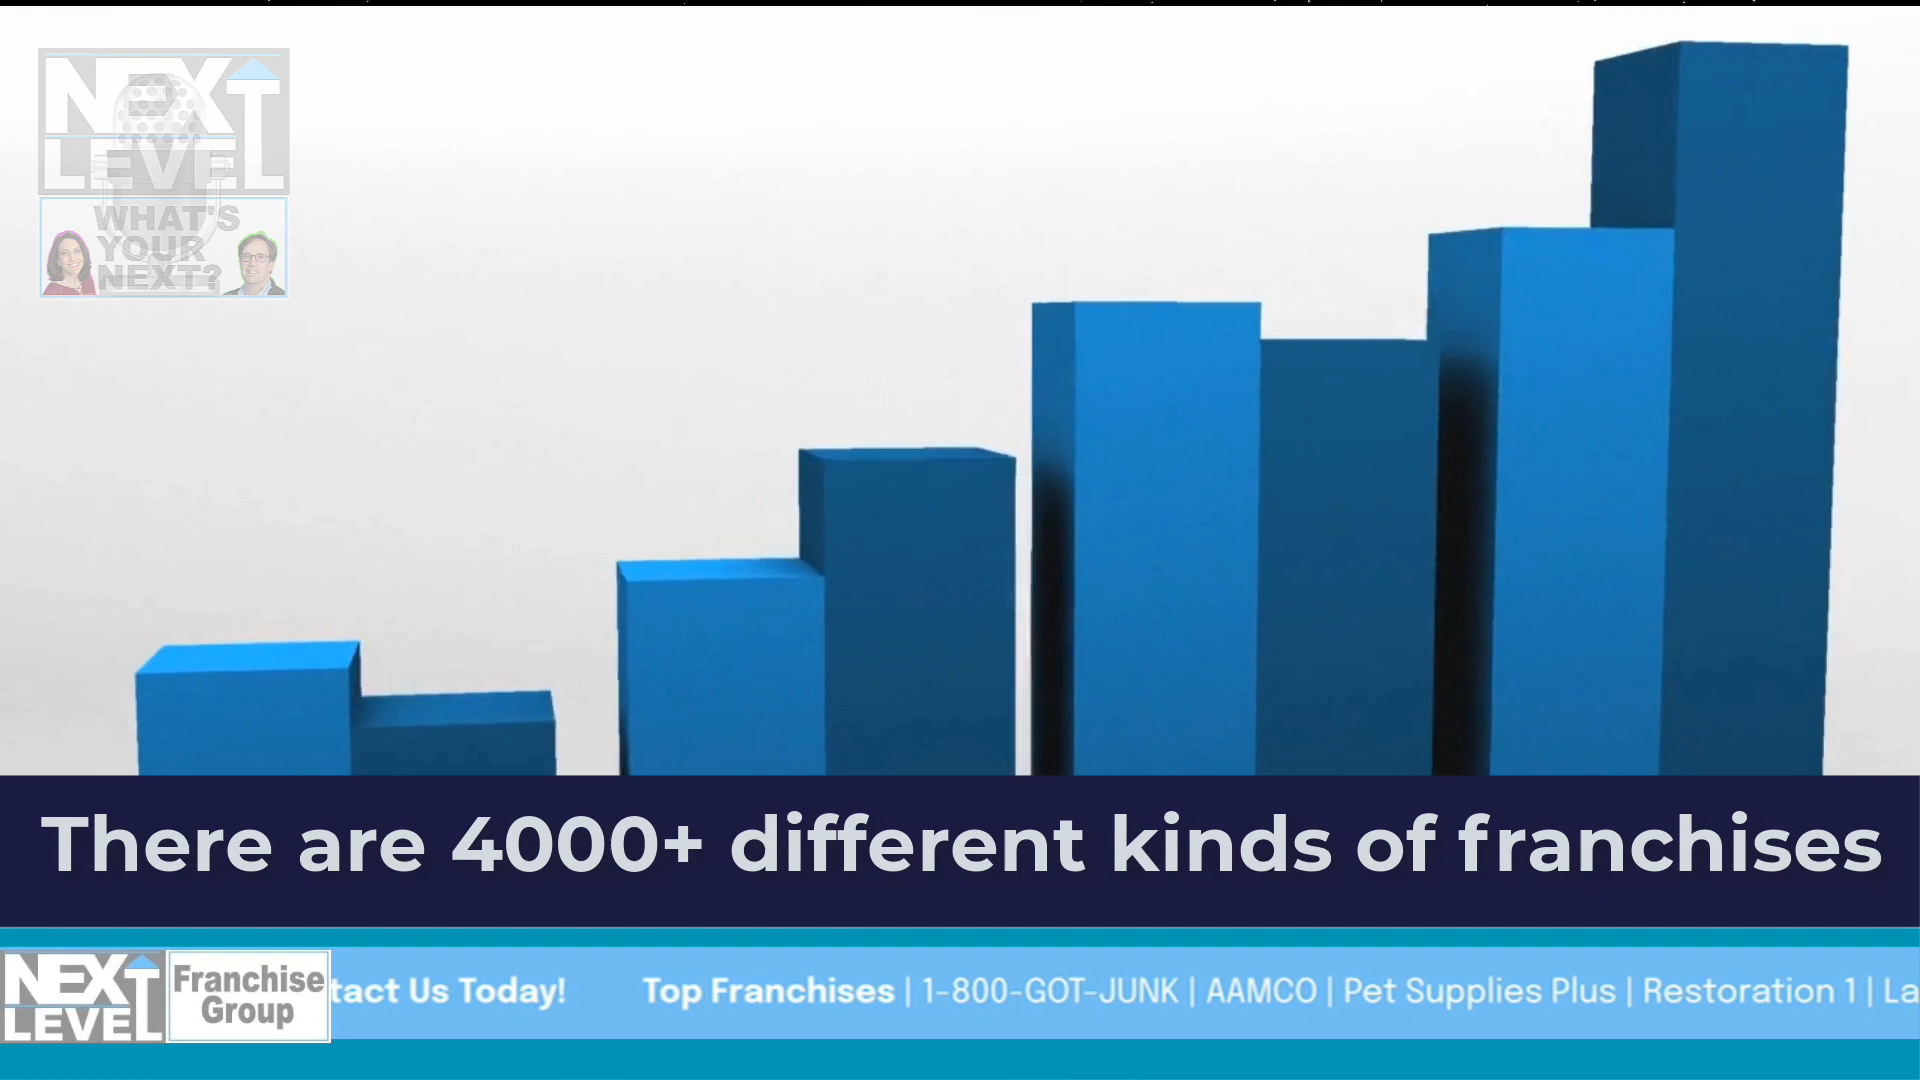 NEXT
LEVEL
WHAT'S
YOUR
NEXT?
There are 4000+ different kinds of franchises
NEXT
LEVEL
Franchise
Group
tact Us Today! Top Franchises | 1-800-GOT-JUNK | AAMCO | Pet Supplies Plus | Restoration 1 | La